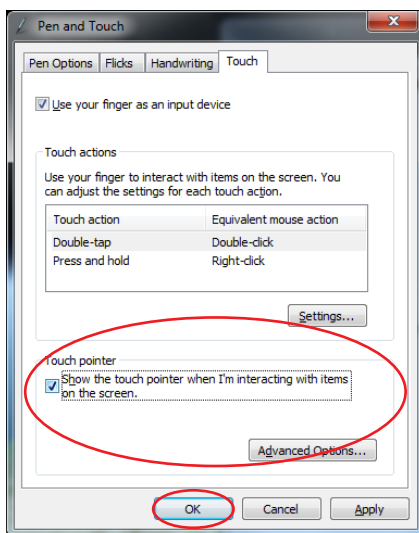 Pen and Touch
Pen Options Flicks Handwriting Touch
Use your finger as an input device
Touch actions
Use your finger to interact with items on the screen. You
can adjust the settings for each touch action.
Touch action Equivalent mouse action
Double-tap Double-click
Press and hold Right-click
Settings...
Touch pointer
Show the touch pointer when I'm interacting with items
on the screen.
Advanced Options...
OK Cancel Apply